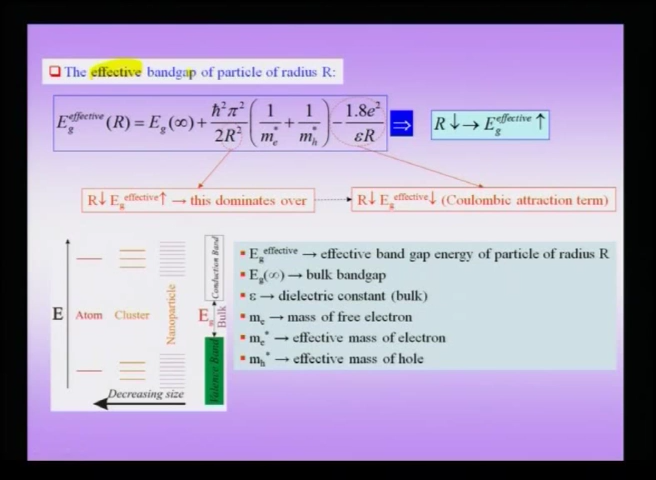 The effective bandgap of particle of radius R:
E_g^effective (R) = E_g(∞) + ħ²π²/2R² (1/m_e* + 1/m_h*) − 1.8e²/εR ⇒ R ↓ → E_g^effective ↑
R↓ E_g^effective↑ → this dominates over
R↓ E_g^effective↓ (Coulombic attraction term)
E
Atom
Cluster
Nanoparticle
Conduction Band
E_g Bulk
Valence Band
Decreasing size
E_g^effective → effective band gap energy of particle of radius R
E_g(∞) → bulk bandgap
ε → dielectric constant (bulk)
m_e → mass of free electron
m_e* → effective mass of electron
m_h* → effective mass of hole